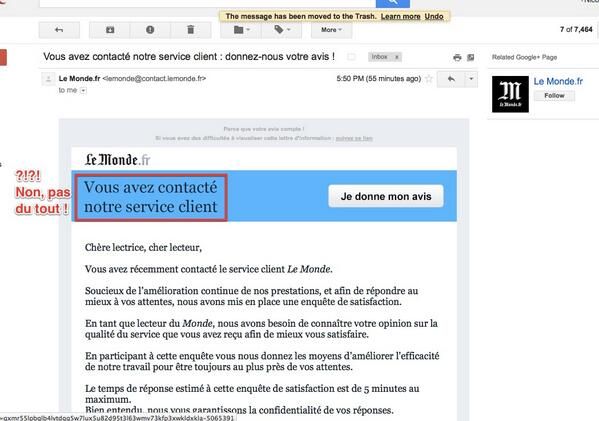 The message has been moved to the Trash. Learn more Undo
More
7 of 7,464
Vous avez contacté notre service client : donnez-nous votre avis !
Inbox x
Le Monde.fr <lemonde@contact.lemonde.fr>
5:50 PM (55 minutes ago)
to me
Related Google+ Page
M
Le Monde.fr
Le Monde.fr
Follow
Parce que votre avis compte !
Si vous avez des difficultés à visualiser cette lettre d'information : suivez ce lien
Le Monde.fr
?!?!
Non, pas
du tout !
Vous avez contacté
notre service client
Je donne mon avis
Chère lectrice, cher lecteur,
Vous avez récemment contacté le service client Le Monde.
Soucieux de l'amélioration continue de nos prestations, et afin de répondre au
mieux à vos attentes, nous avons mis en place une enquête de satisfaction.
En tant que lecteur du Monde, nous avons besoin de connaître votre opinion sur la
qualité du service que vous avez reçu afin de mieux vous satisfaire.
En participant à cette enquête vous nous donnez les moyens d'améliorer l'efficacité
de notre travail pour être toujours au plus près de vos attentes.
Le temps de réponse estimé à cette enquête de satisfaction est de 5 minutes au
maximum.
Bien entendu, nous vous garantissons la confidentialité de vos réponses.